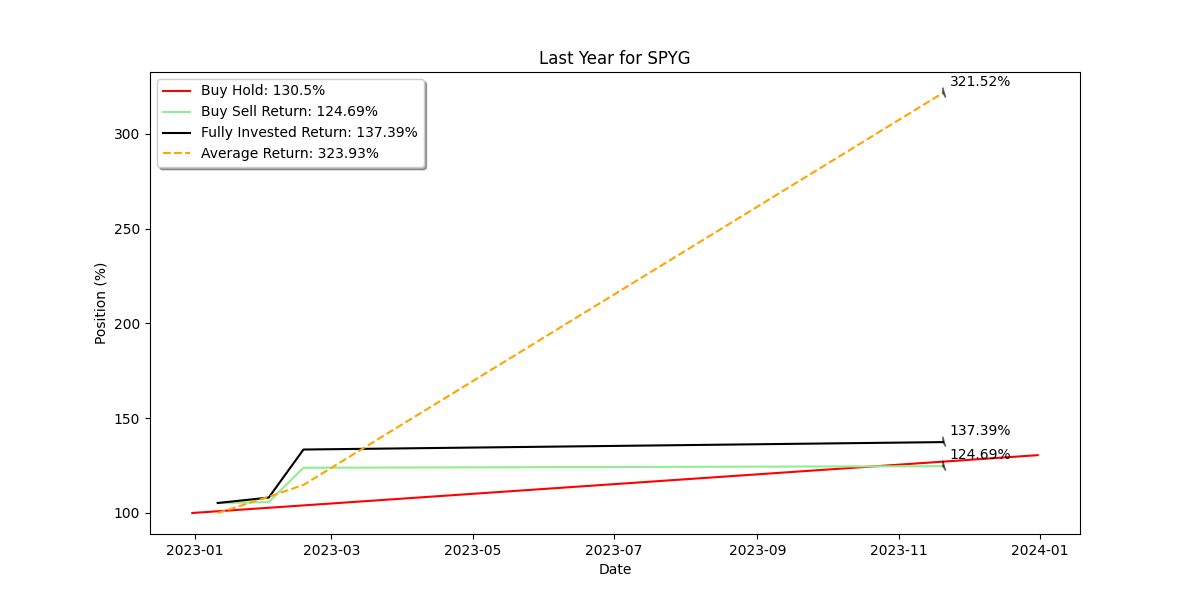 Last Year for SPYG
Buy Hold: 130.5%
Buy Sell Return: 124.69%
Fully Invested Return: 137.39%
Average Return: 323.93%
321.52%
137.39%
124.69%
Position (%)
300
250
200
150
100
2023-01
2023-03
2023-05
2023-07
2023-09
2023-11
2024-01
Date